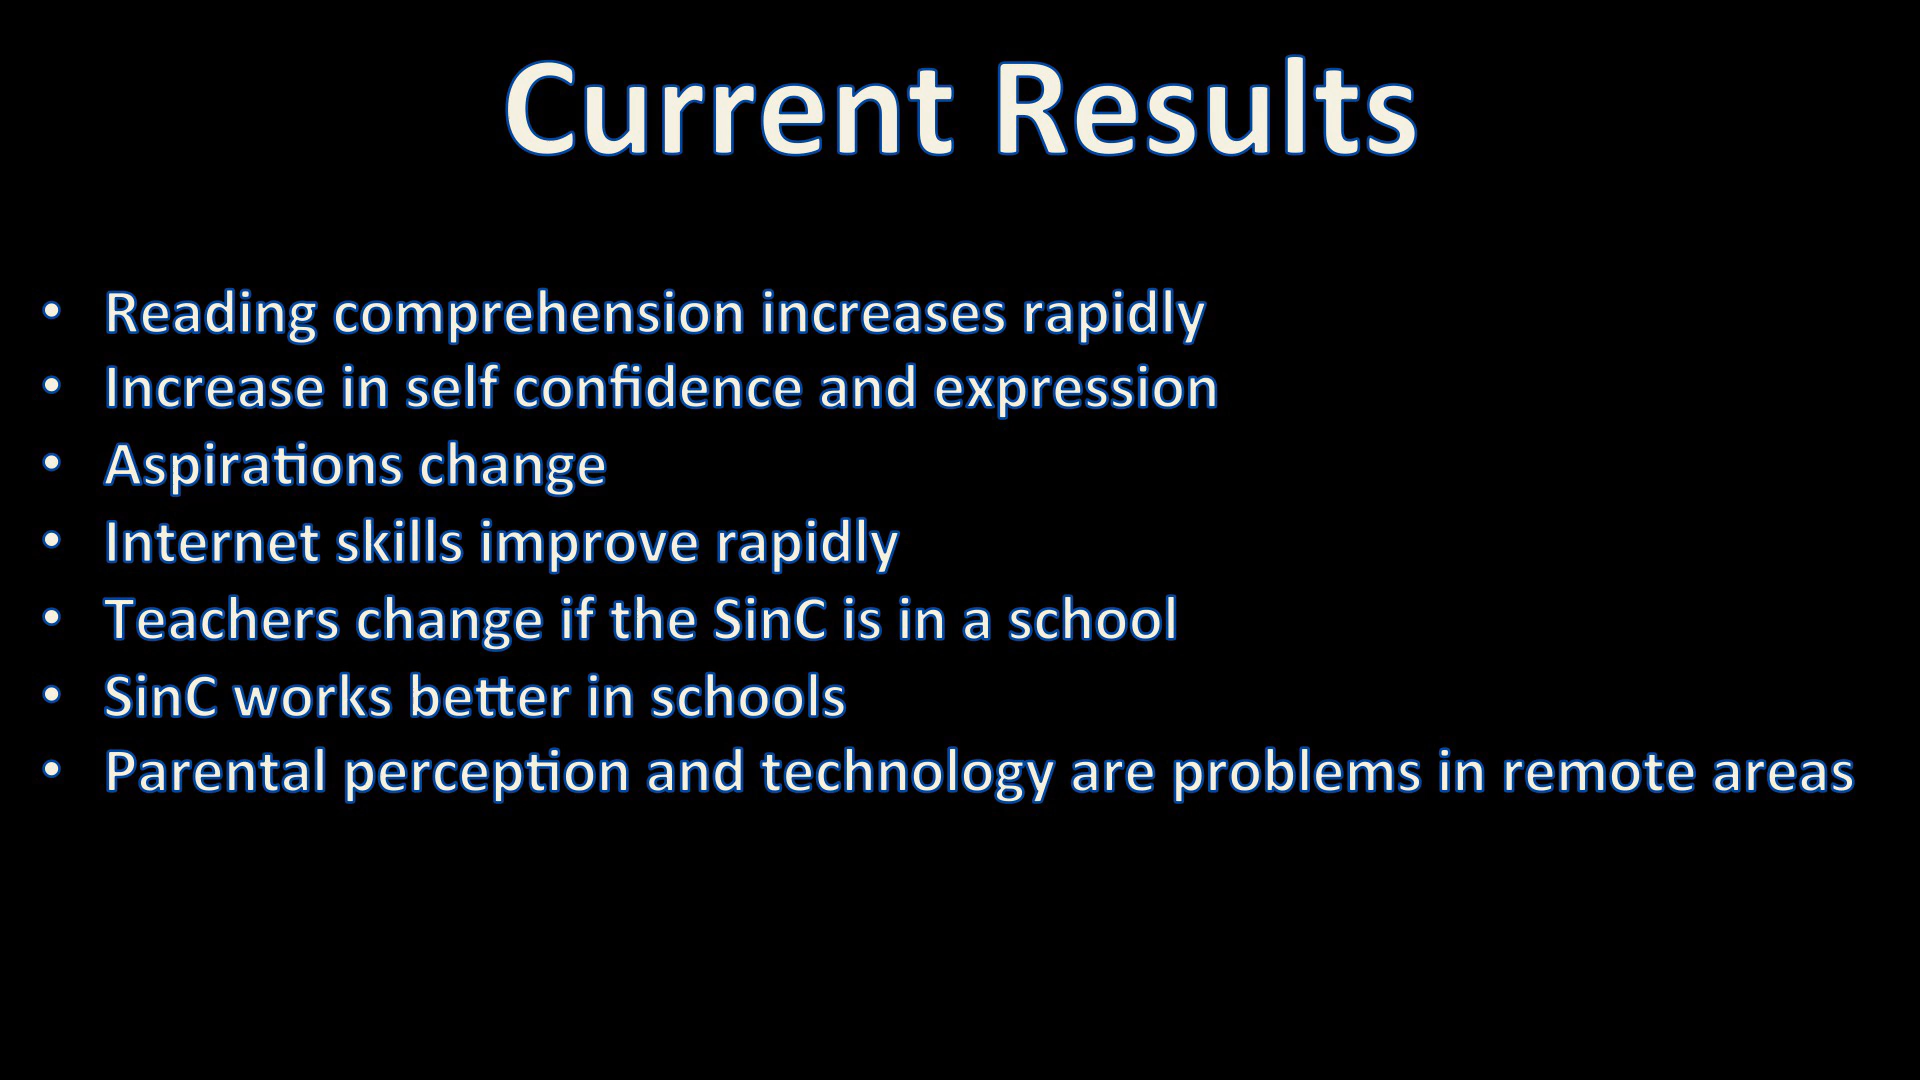 Current Results
• Reading comprehension increases rapidly
• Increase in self confidence and expression
• Aspirations change
• Internet skills improve rapidly
• Teachers change if the SinC is in a school
• SinC works better in schools
• Parental perception and technology are problems in remote areas